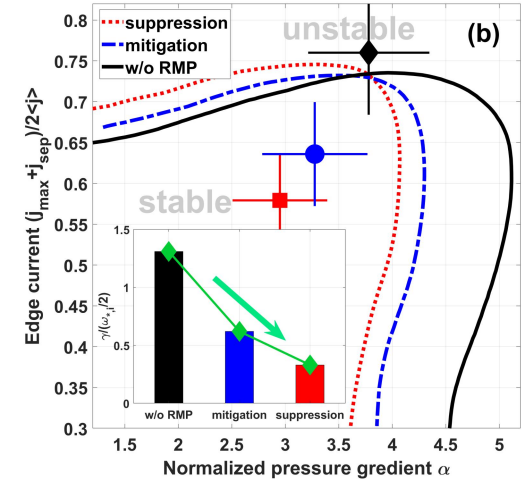 suppression
mitigation
w/o RMP
unstable
(b)
stable
0.8
0.75
0.7
0.65
0.6
0.55
0.5
0.45
0.4
0.35
0.3
Edge current (j_max+j_sep)/2<j>
1.5
1
0.5
0
γ/(ω_*,i/2)
w/o RMP mitigation suppression
1.5 2 2.5 3 3.5 4 4.5 5
Normalized pressure gredient α